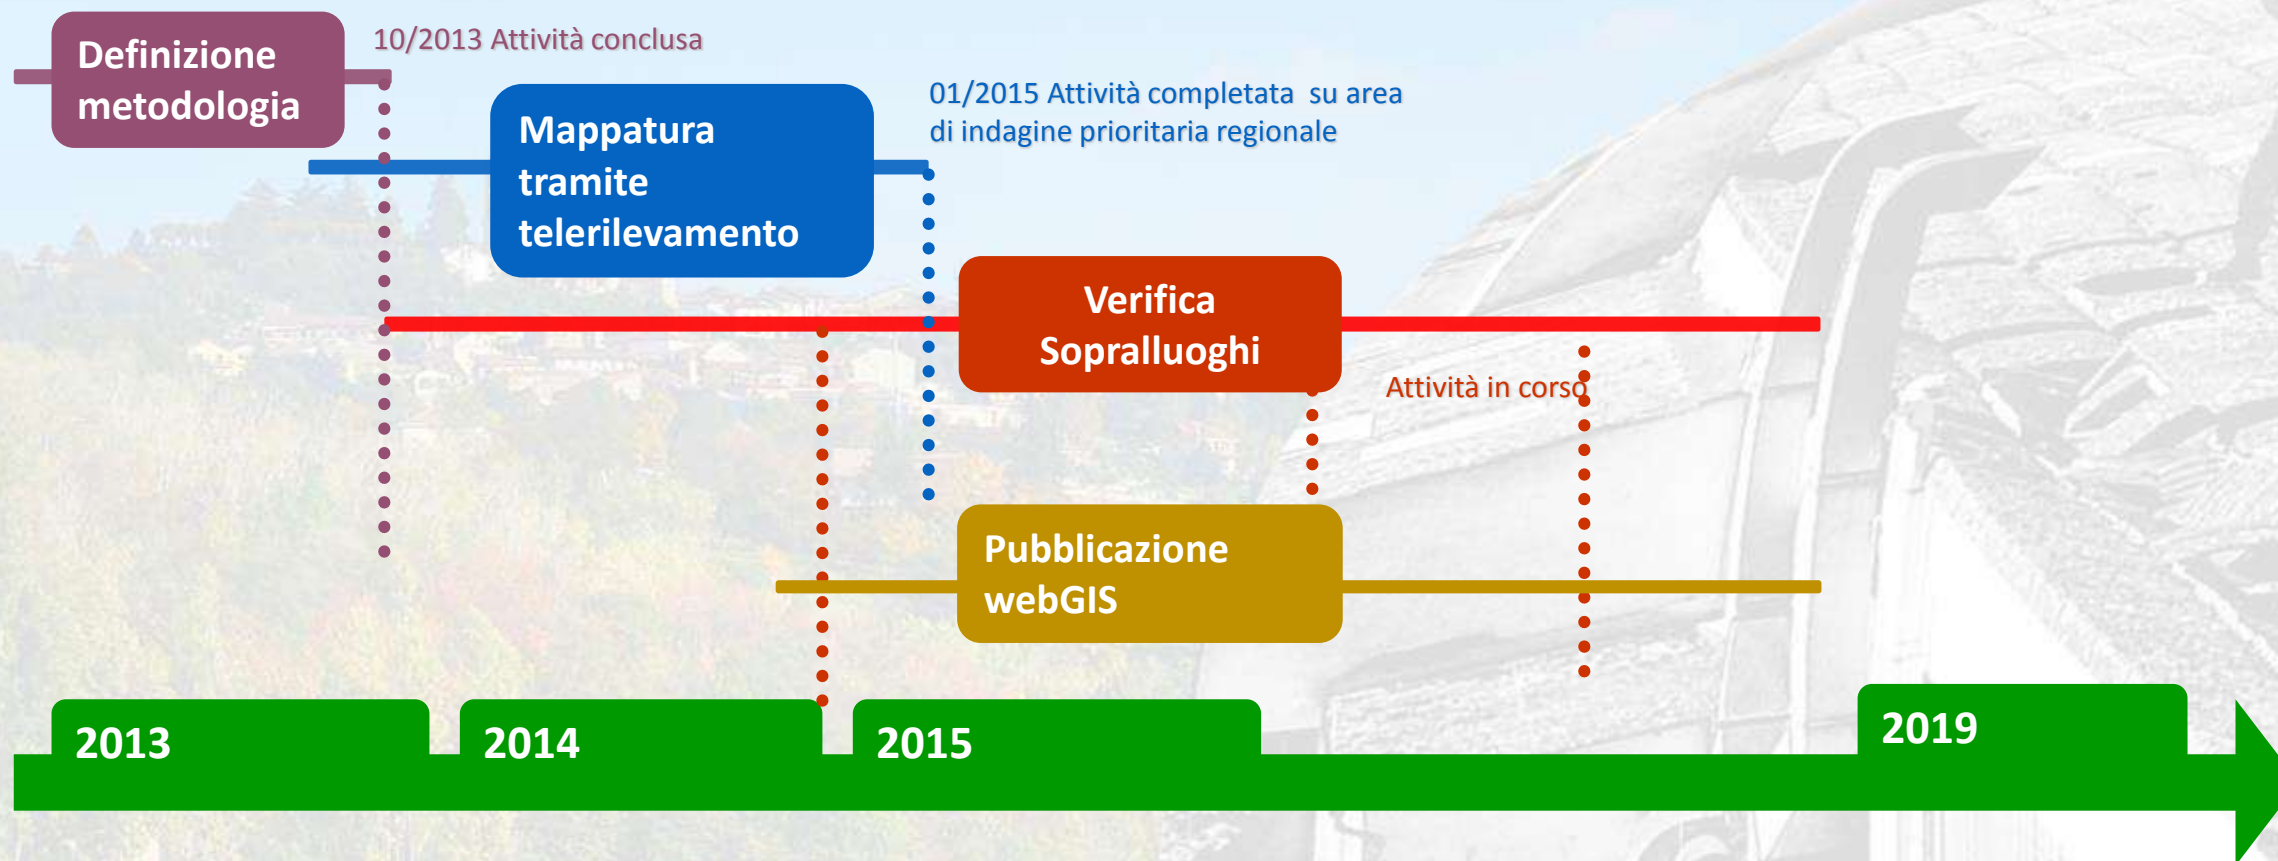 Definizione
metodologia
10/2013 Attività conclusa
Mappatura
tramite
telerilevamento
01/2015 Attività completata su area
di indagine prioritaria regionale
Verifica
Sopralluoghi
Attività in corso
Pubblicazione
webGIS
2013
2014
2015
2019